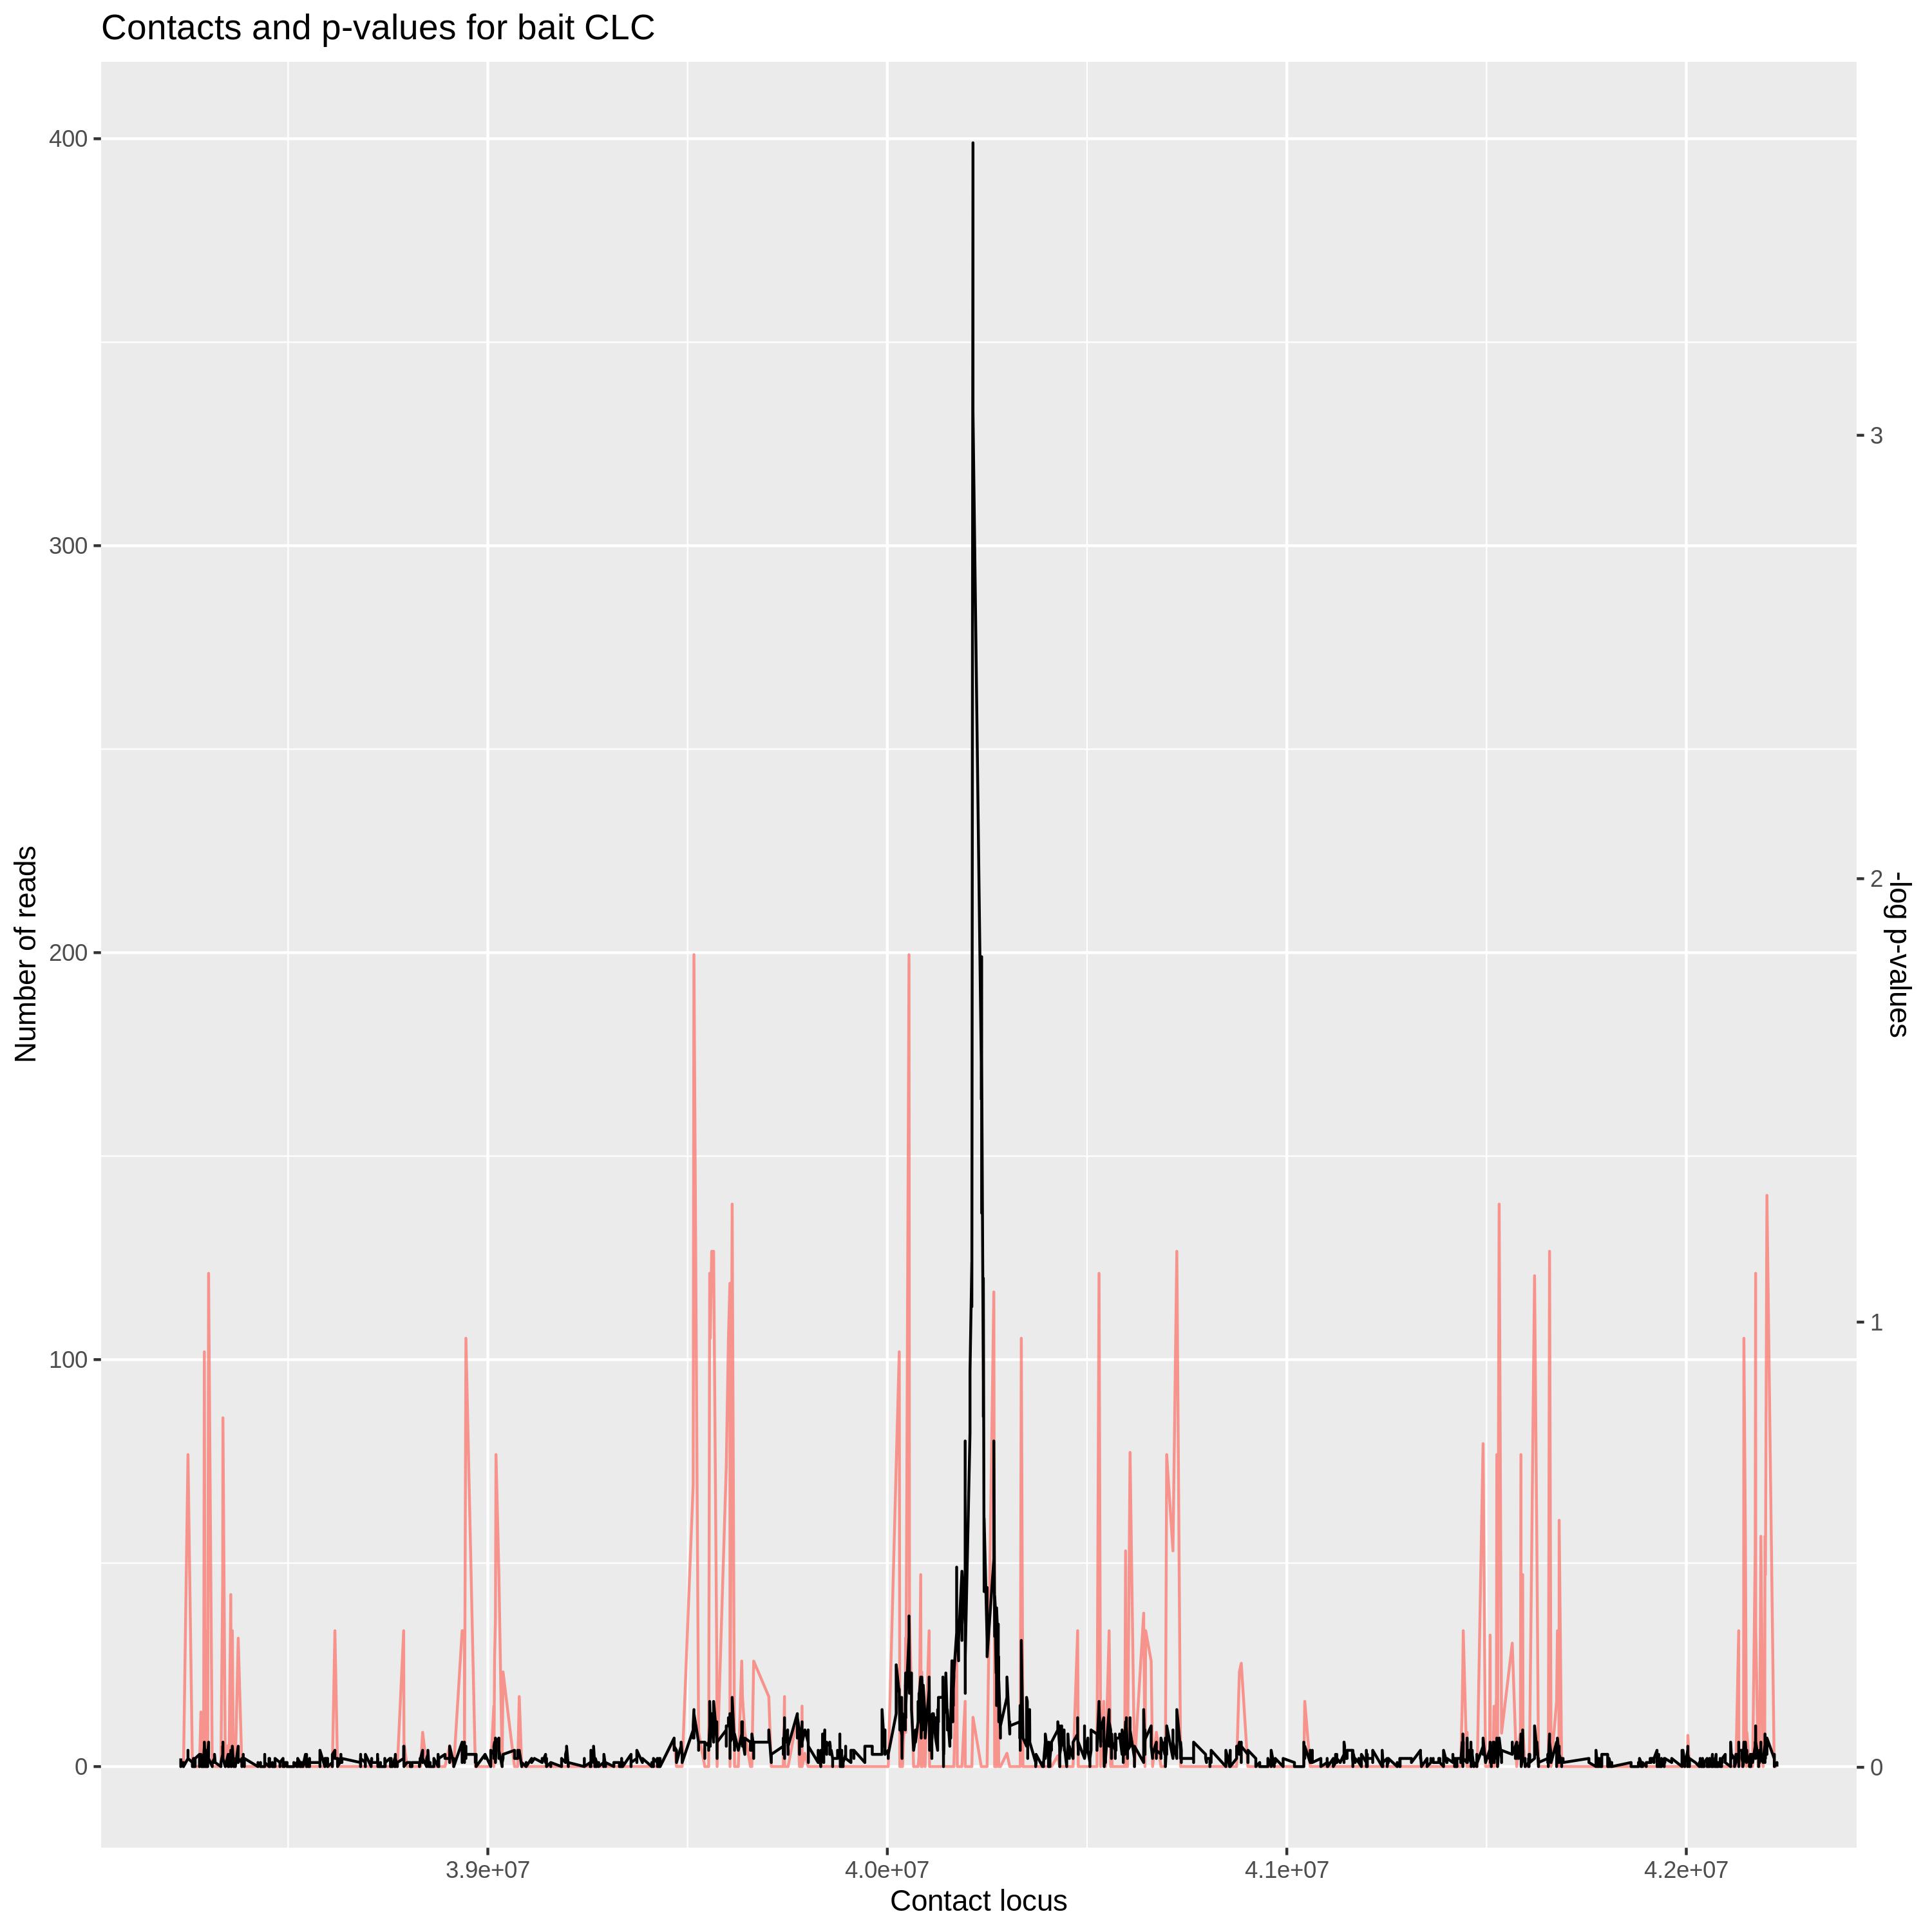 Contacts and p-values for bait CLC
400
300
200
100
0
Number of reads
3
2
1
0
-log p-values
3.9e+07
4.0e+07
4.1e+07
4.2e+07
Contact locus